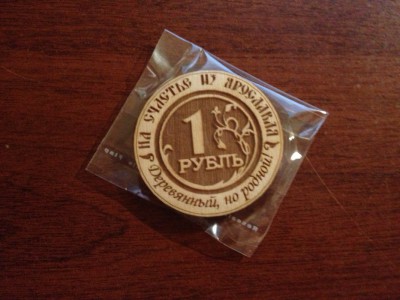 НА СЧАСТЬЕ ИЗ ЯРОСЛАВЛЯ
1
РУБЛЬ
Деревянный, но родной!